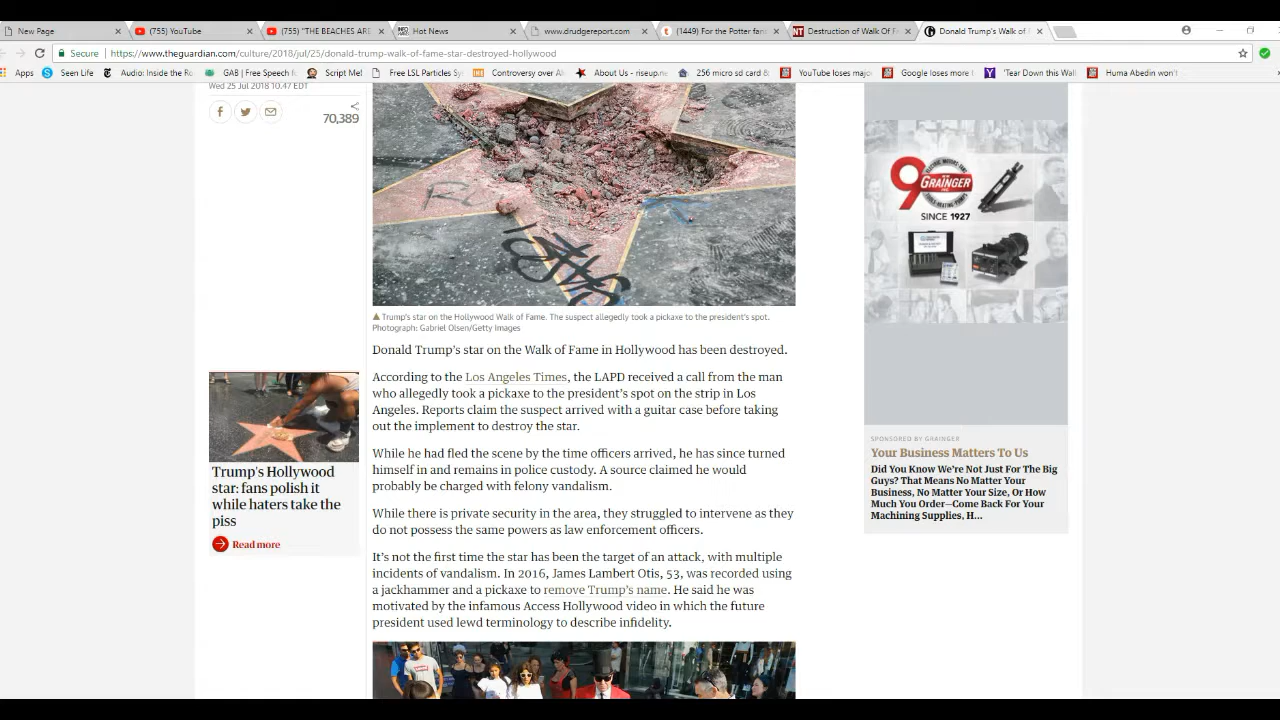 New Page
(755) YouTube
(755) "THE BEACHES ARE
Hot News
www.drudgereport.com
(1449) For the Potter fan
Destruction of Walk Of F
Donald Trump's Walk of
Secure
https://www.theguardian.com/culture/2018/jul/25/donald-trump-walk-of-fame-star-destroyed-hollywood
Apps
Seen Life
Audio: Inside the Ro
GAB | Free Speech f
Script Me!
Free LSL Particles Sy
Controversy over Al
About Us - riseup.ne
256 micro sd card &
YouTube loses majo
Google loses more t
'Tear Down this Wal
Huma Abedin won't
Wed 25 Jul 2018 10.47 EDT
70,389
Trump's star on the Hollywood Walk of Fame. The suspect allegedly took a pickaxe to the president's spot.
Photograph: Gabriel Olsen/Getty Images
Donald Trump's star on the Walk of Fame in Hollywood has been destroyed.
According to the Los Angeles Times, the LAPD received a call from the man
who allegedly took a pickaxe to the president's spot on the strip in Los
Angeles. Reports claim the suspect arrived with a guitar case before taking
out the implement to destroy the star.
While he had fled the scene by the time officers arrived, he has since turned
himself in and remains in police custody. A source claimed he would
probably be charged with felony vandalism.
While there is private security in the area, they struggled to intervene as they
do not possess the same powers as law enforcement officers.
It's not the first time the star has been the target of an attack, with multiple
incidents of vandalism. In 2016, James Lambert Otis, 53, was recorded using
a jackhammer and a pickaxe to remove Trump's name. He said he was
motivated by the infamous Access Hollywood video in which the future
president used lewd terminology to describe infidelity.
Trump's Hollywood
star: fans polish it
while haters take the
piss
Read more
GRAINGER
SINCE 1927
SPONSORED BY GRAINGER
Your Business Matters To Us
Did You Know We're Not Just For The Big
Guys? That Means No Matter Your
Business, No Matter Your Size, Or How
Much You Order—Come Back For Your
Machining Supplies, H...